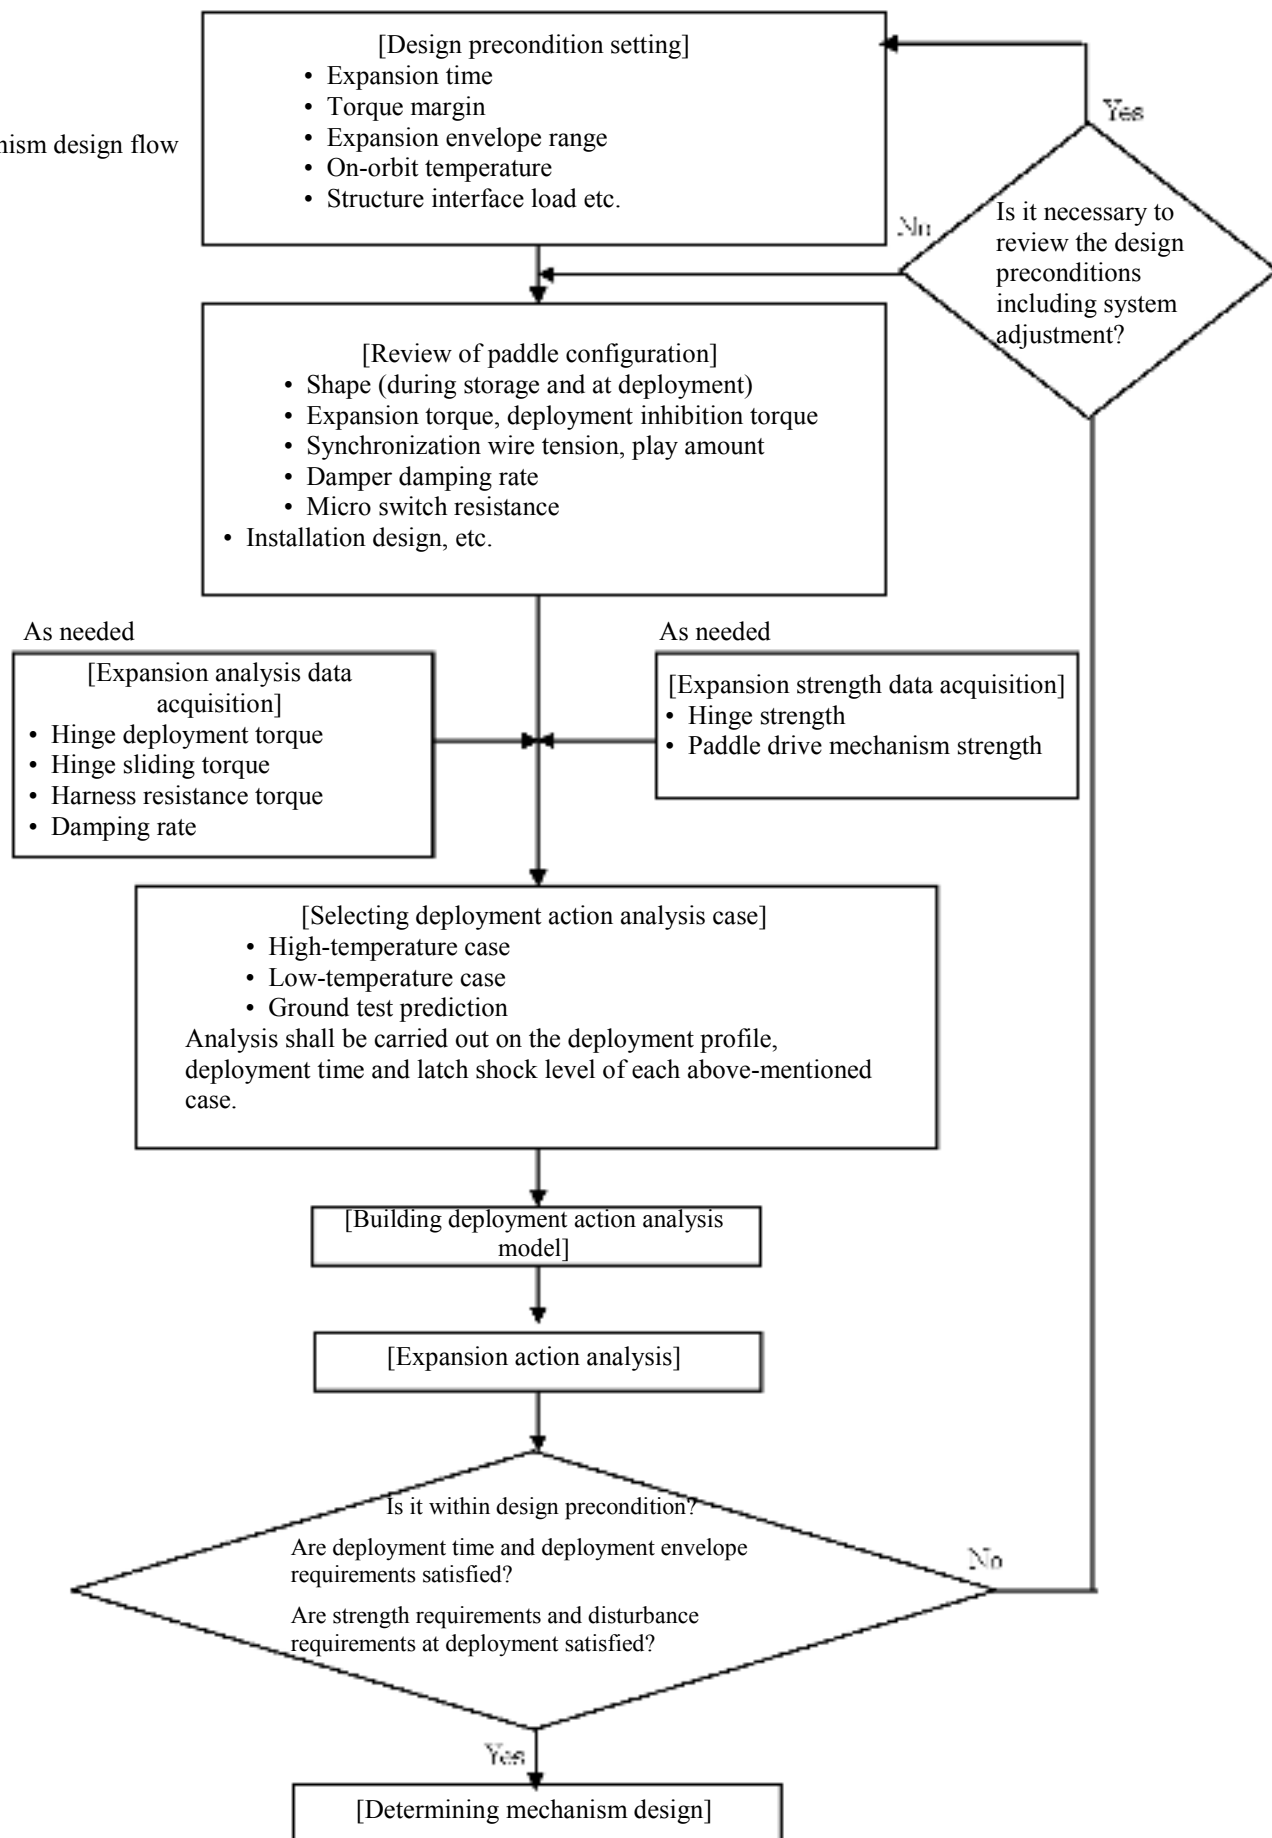 [Design precondition setting]
• Expansion time
• Torque margin
• Expansion envelope range
• On-orbit temperature
• Structure interface load etc.
nism design flow
Yes
No
Is it necessary to
review the design
preconditions
including system
adjustment?
[Review of paddle configuration]
• Shape (during storage and at deployment)
• Expansion torque, deployment inhibition torque
• Synchronization wire tension, play amount
• Damper damping rate
• Micro switch resistance
• Installation design, etc.
As needed
[Expansion analysis data
acquisition]
• Hinge deployment torque
• Hinge sliding torque
• Harness resistance torque
• Damping rate
As needed
[Expansion strength data acquisition]
• Hinge strength
• Paddle drive mechanism strength
[Selecting deployment action analysis case]
• High-temperature case
• Low-temperature case
• Ground test prediction
Analysis shall be carried out on the deployment profile,
deployment time and latch shock level of each above-mentioned
case.
[Building deployment action analysis
model]
[Expansion action analysis]
Is it within design precondition?
Are deployment time and deployment envelope
requirements satisfied?
Are strength requirements and disturbance
requirements at deployment satisfied?
No
Yes
[Determining mechanism design]